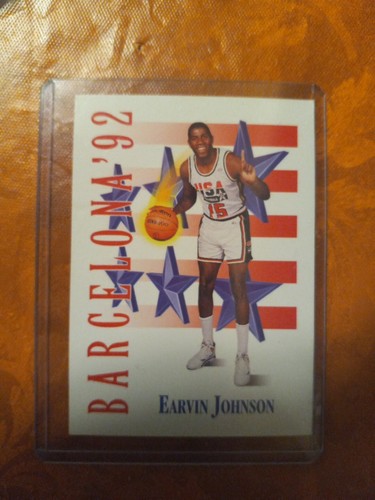 BARCELONA '92
USA
15
EARVIN JOHNSON